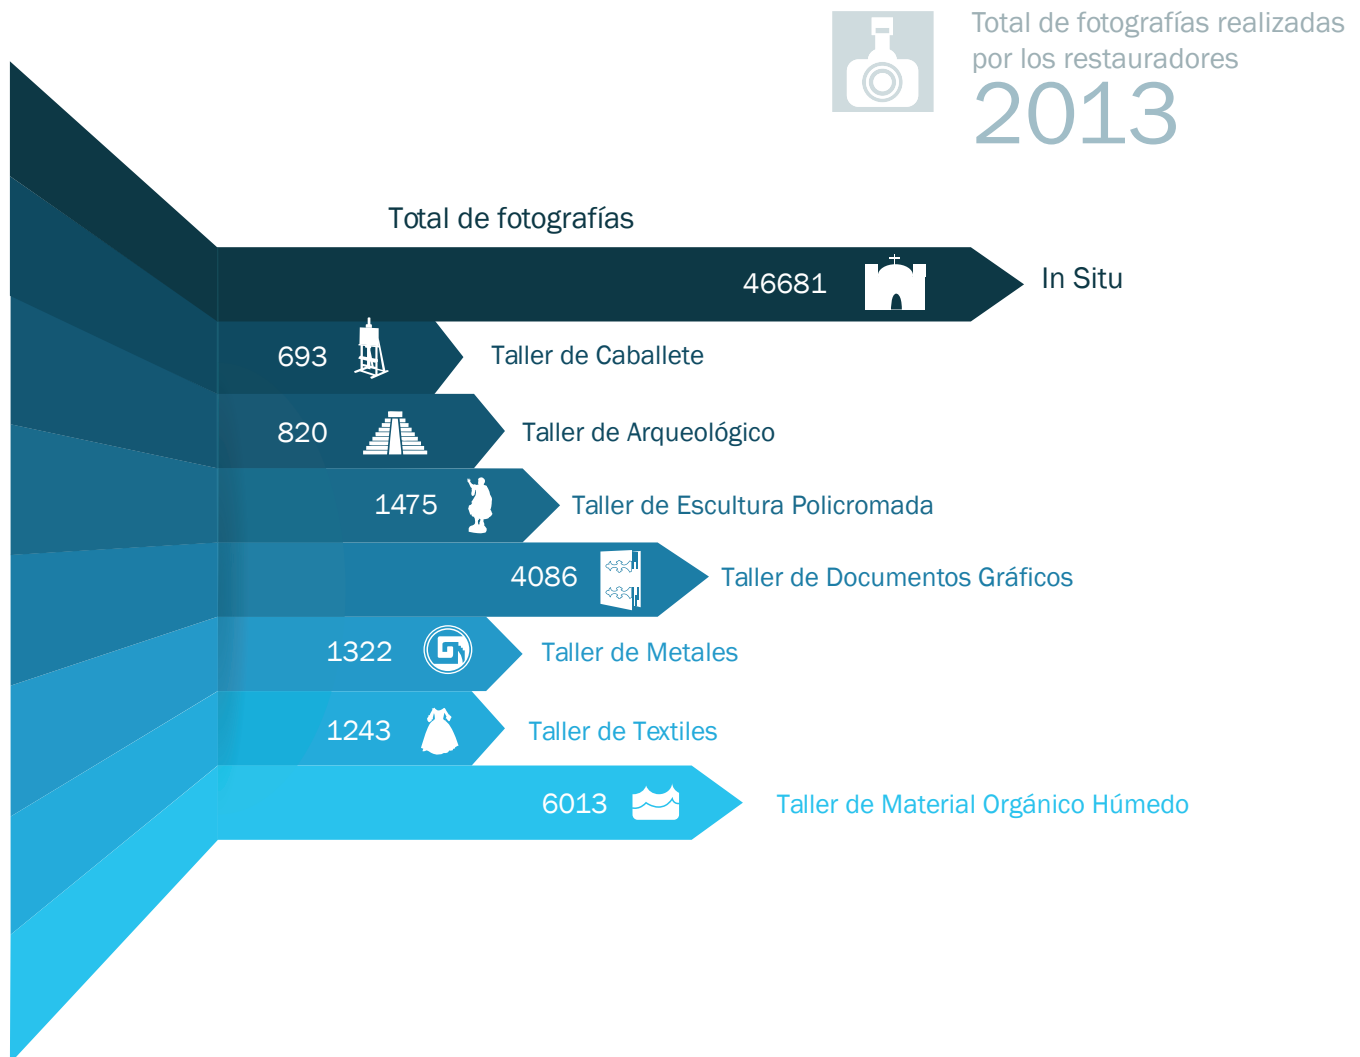 Total de fotografías realizadas
por los restauradores
2013
Total de fotografías
46681
In Situ
693
Taller de Caballete
820
Taller de Arqueológico
1475
Taller de Escultura Policromada
4086
Taller de Documentos Gráficos
1322
Taller de Metales
1243
Taller de Textiles
6013
Taller de Material Orgánico Húmedo